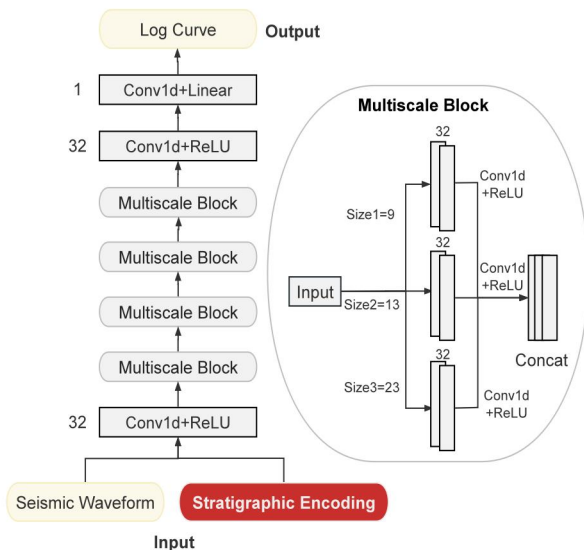 Log Curve
Output
1
Conv1d+Linear
32
Conv1d+ReLU
Multiscale Block
Multiscale Block
Multiscale Block
Multiscale Block
32
Conv1d+ReLU
Seismic Waveform
Stratigraphic Encoding
Input
Multiscale Block
32
Conv1d
+ReLU
Size1=9
32
Input
Size2=13
Conv1d
+ReLU
Concat
32
Size3=23
Conv1d
+ReLU